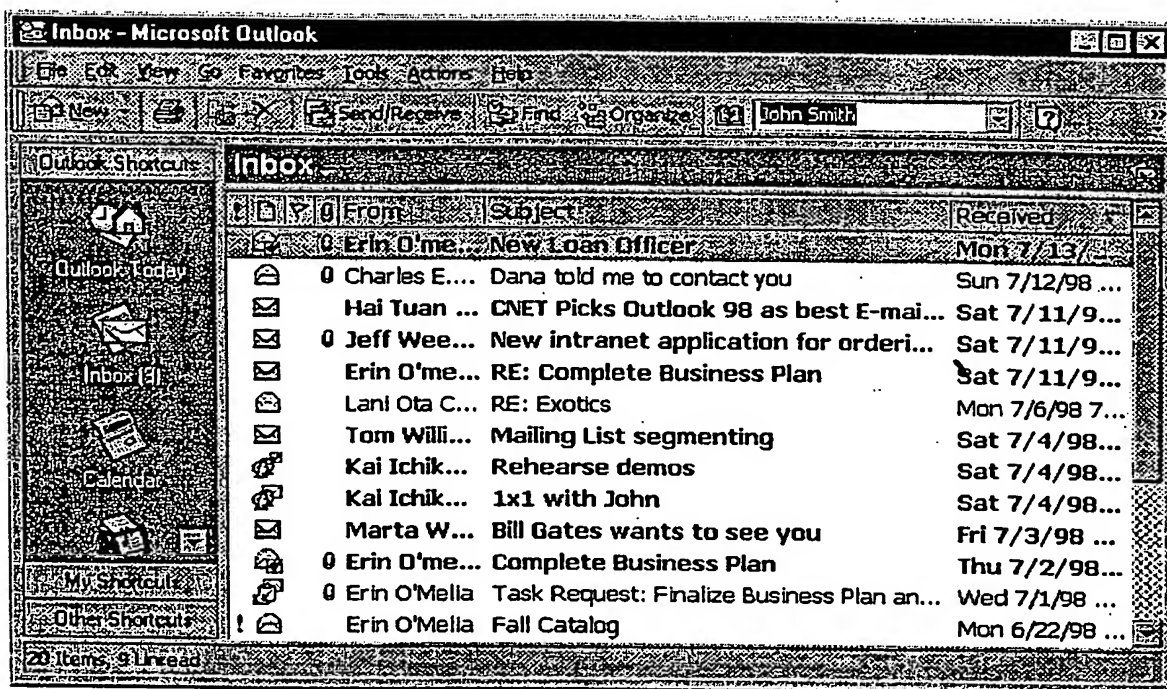 Inbox - Microsoft Outlook
File Edit View Go Favorites Tools Actions Help
New Send/Receive Find Organize John Smith
Outlook Shortcuts
Outlook Today
Inbox
Calendar
My Shortcuts
Other Shortcuts
Inbox
! From Subject Received
Erin O'me... New Loan Officer Mon 7/13/...
Charles E.... Dana told me to contact you Sun 7/12/98 ...
Hai Tuan ... CNET Picks Outlook 98 as best E-mai... Sat 7/11/9...
Jeff Wee... New intranet application for orderi... Sat 7/11/9...
Erin O'me... RE: Complete Business Plan Sat 7/11/9...
Lani Ota C... RE: Exotics Mon 7/6/98 7...
Tom Willi... Mailing List segmenting Sat 7/4/98...
Kai Ichik... Rehearse demos Sat 7/4/98...
Kai Ichik... 1x1 with John Sat 7/4/98...
Marta W... Bill Gates wants to see you Fri 7/3/98 ...
Erin O'me... Complete Business Plan Thu 7/2/98...
Erin O'Melia Task Request: Finalize Business Plan an... Wed 7/1/98 ...
! Erin O'Melia Fall Catalog Mon 6/22/98 ...
20 Items, 9 Unread